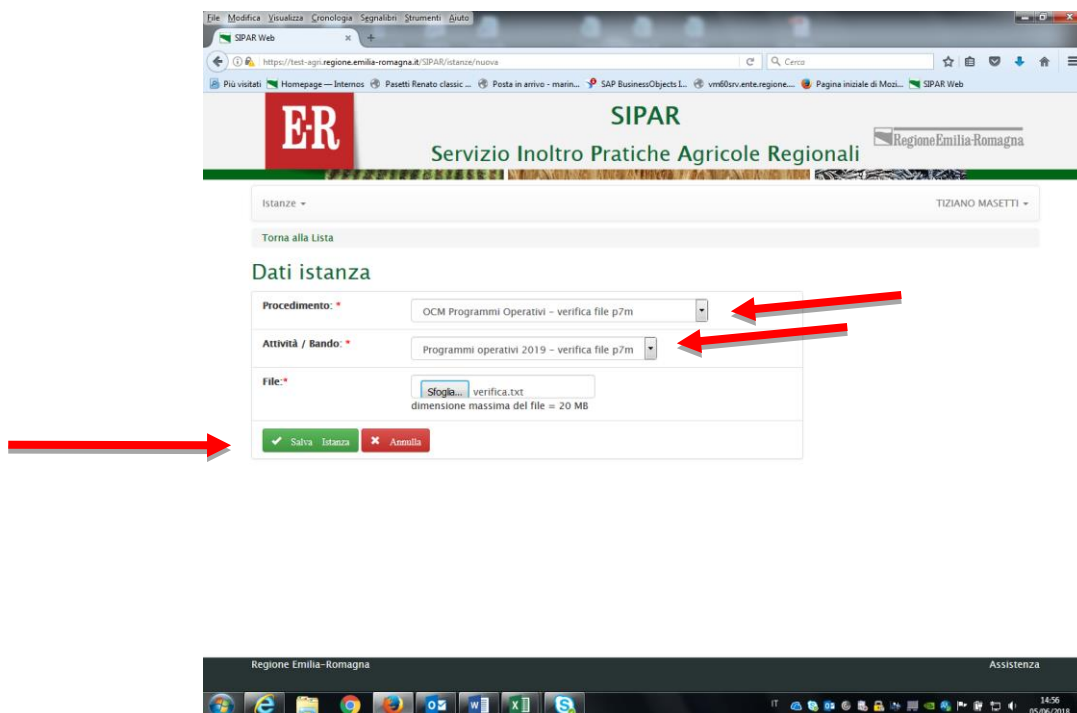 File Modifica Visualizza Cronologia Segnalibri Strumenti Aiuto
SIPAR Web × +
https://test-agri.regione.emilia-romagna.it/SIPAR/istanze/nuova Cerca
Più visitati Homepage — Internos Pasetti Renato classic ... Posta in arrivo - marin... SAP BusinessObjects I... vm60srv.ente.regione.... Pagina iniziale di Mozi... SIPAR Web
E-R
SIPAR
Servizio Inoltro Pratiche Agricole Regionali
RegioneEmilia-Romagna
Istanze TIZIANO MASETTI
Torna alla Lista
Dati istanza
Procedimento: * OCM Programmi Operativi - verifica file p7m
Attività / Bando: * Programmi operativi 2019 - verifica file p7m
File:* Sfoglia... verifica.txt
dimensione massima del file = 20 MB
Salva Istanza Annulla
Regione Emilia-Romagna Assistenza
IT 14:56
05/06/2018